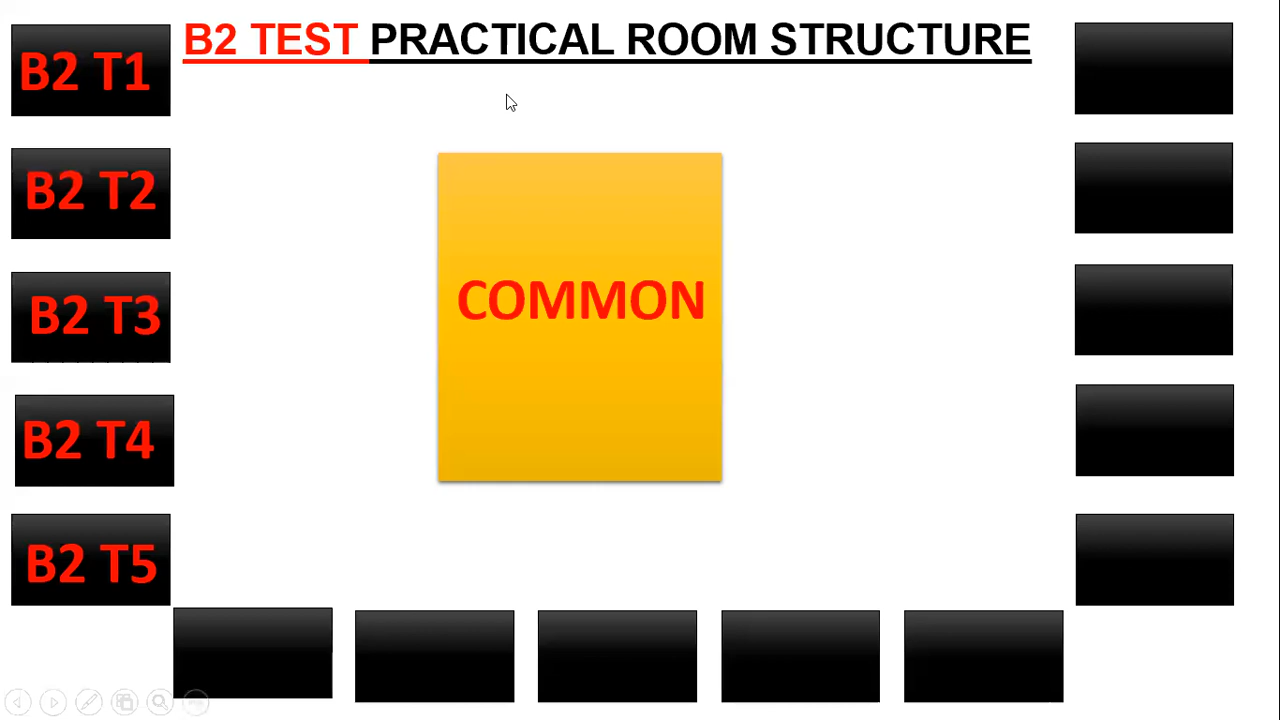 B2 TEST PRACTICAL ROOM STRUCTURE
B2 T1
B2 T2
B2 T3
B2 T4
B2 T5
COMMON